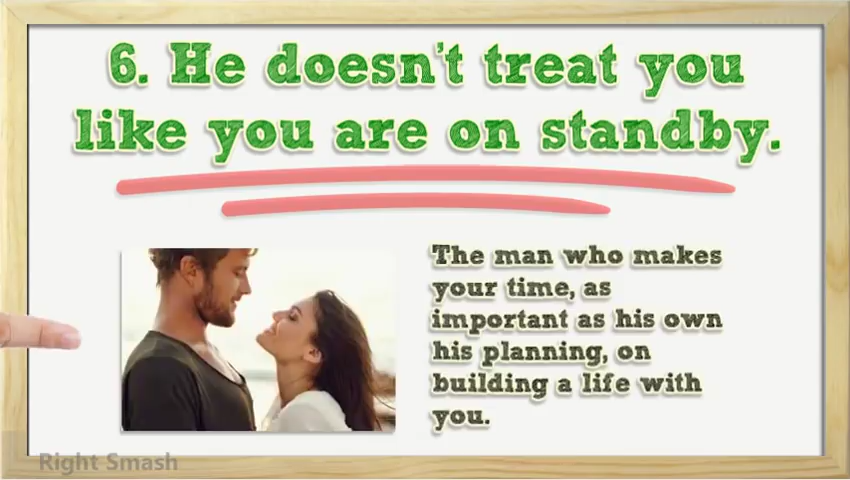 6. He doesn't treat you
like you are on standby.
The man who makes
your time, as
important as his own
his planning, on
building a life with
you.
Right Smash